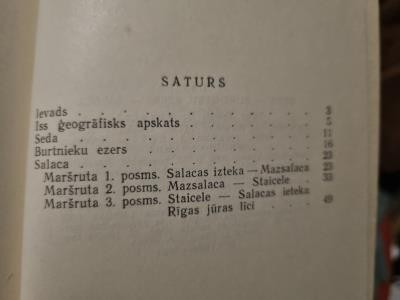 SATURS
Ievads . . . . . . . . . . 3
Īss ģeogrāfisks apskats . . . . . . . 5
Seda . . . . . . . . . . 11
Burtnieku ezers . . . . . . . . 16
Salaca . . . . . . . . . . 23
Maršruta 1. posms. Salacas izteka — Mazsalaca 23
Maršruta 2. posms. Mazsalaca — Staicele . 33
Maršruta 3. posms. Staicele — Salacas ieteka
Rīgas jūras līcī . . 49